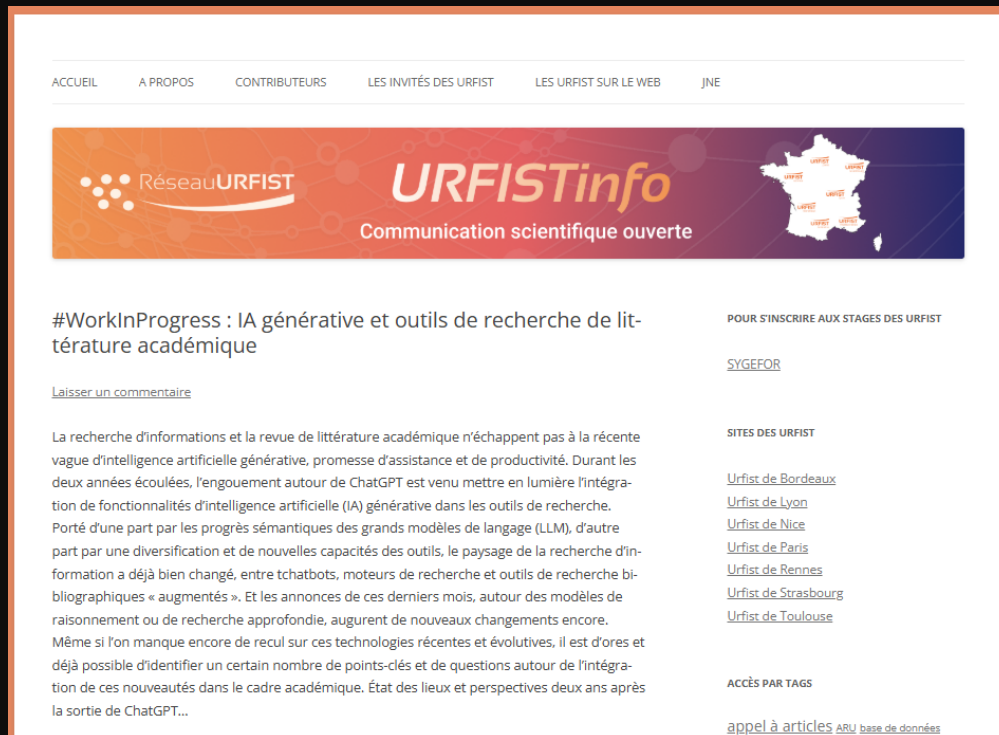 ACCUEIL A PROPOS CONTRIBUTEURS LES INVITÉS DES URFIST LES URFIST SUR LE WEB JNE
RéseauURFIST
URFISTinfo
Communication scientifique ouverte
URFIST
URFIST
URFIST
URFIST
URFIST
URFIST
#WorkInProgress : IA générative et outils de recherche de lit-
térature académique
Laisser un commentaire
La recherche d’informations et la revue de littérature académique n’échappent pas à la récente
vague d’intelligence artificielle générative, promesse d’assistance et de productivité. Durant les
deux années écoulées, l’engouement autour de ChatGPT est venu mettre en lumière l’intégra-
tion de fonctionnalités d’intelligence artificielle (IA) générative dans les outils de recherche.
Porté d’une part par les progrès sémantiques des grands modèles de langage (LLM), d’autre
part par une diversification et de nouvelles capacités des outils, le paysage de la recherche d’in-
formation a déjà bien changé, entre tchatbots, moteurs de recherche et outils de recherche bi-
bliographiques « augmentés ». Et les annonces de ces derniers mois, autour des modèles de
raisonnement ou de recherche approfondie, augurent de nouveaux changements encore.
Même si l’on manque encore de recul sur ces technologies récentes et évolutives, il est d’ores et
déjà possible d’identifier un certain nombre de points-clés et de questions autour de l’intégra-
tion de ces nouveautés dans le cadre académique. État des lieux et perspectives deux ans après
la sortie de ChatGPT…
POUR S'INSCRIRE AUX STAGES DES URFIST
SYGEFOR
SITES DES URFIST
Urfist de Bordeaux
Urfist de Lyon
Urfist de Nice
Urfist de Paris
Urfist de Rennes
Urfist de Strasbourg
Urfist de Toulouse
ACCÈS PAR TAGS
appel à articles ARU base de données